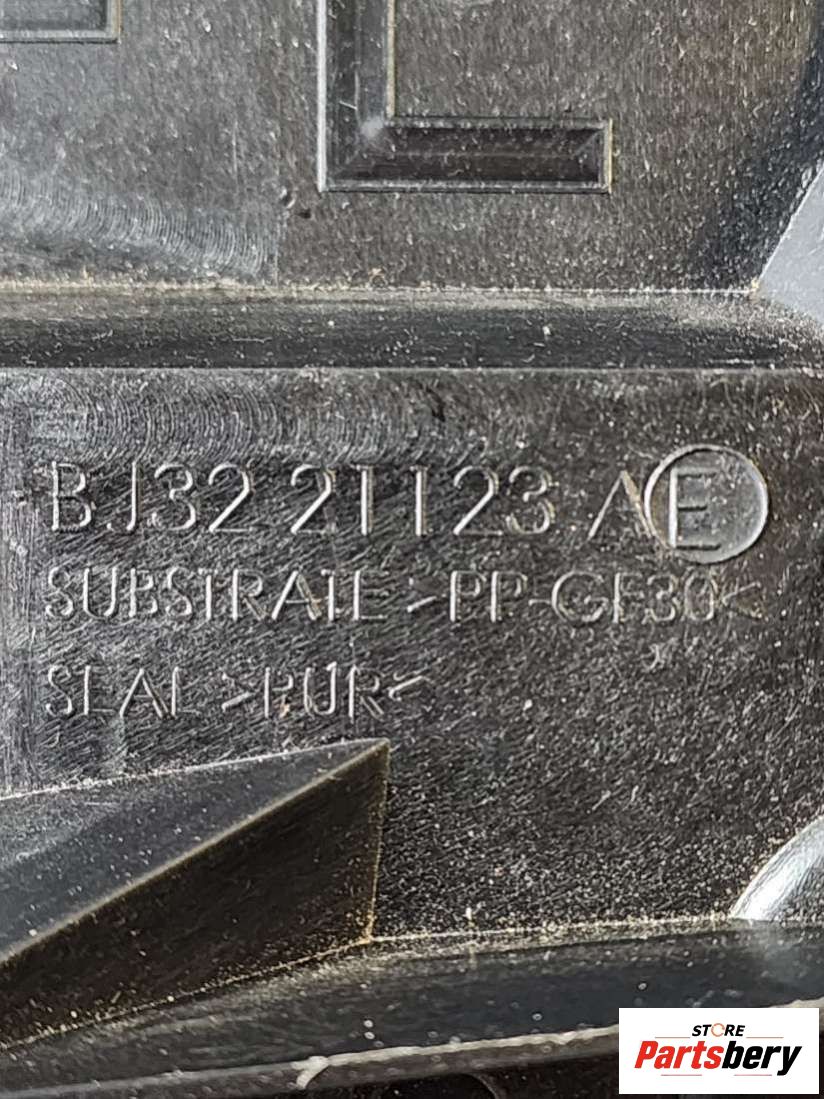 BJ32 21123 AE
SUBSTRATE >PP-GF30<
SEAL >PUR<
STORE
Partsbery